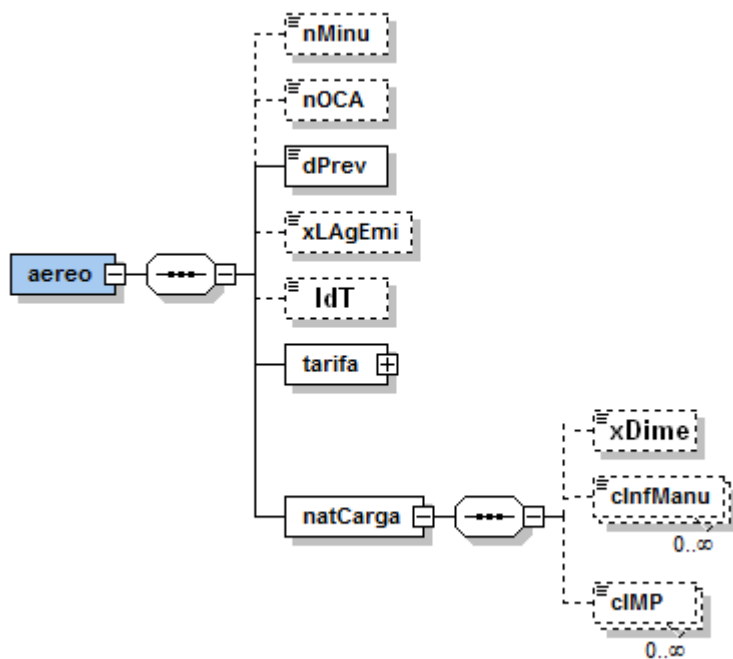 nMinu
nOCA
dPrev
xLAgEmi
aereo
IdT
tarifa
xDime
cInfManu
0..∞
natCarga
cIMP
0..∞